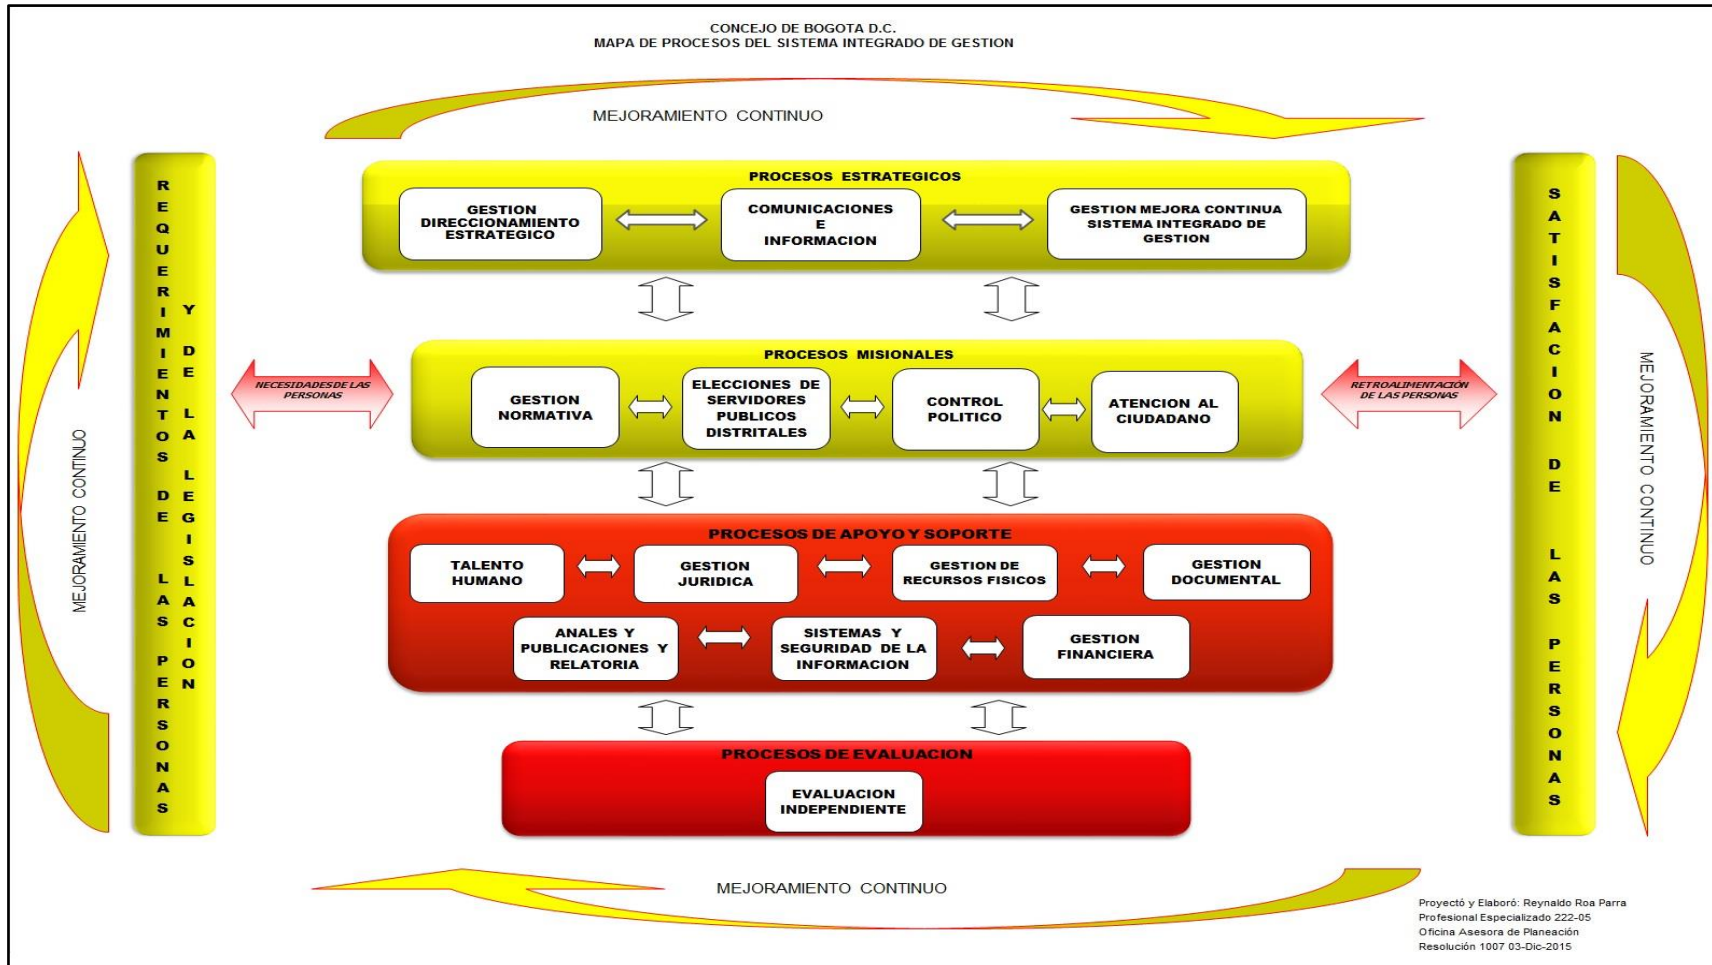 CONCEJO DE BOGOTA D.C.
MAPA DE PROCESOS DEL SISTEMA INTEGRADO DE GESTION
MEJORAMIENTO CONTINUO
MEJORAMIENTO CONTINUO
REQUERIMIENTOS DE LAS PERSONAS
Y DE LA LEGISLACION
NECESIDADES DE LAS
PERSONAS
PROCESOS ESTRATEGICOS
GESTION
DIRECCIONAMIENTO
ESTRATEGICO
COMUNICACIONES
E
INFORMACION
GESTION MEJORA CONTINUA
SISTEMA INTEGRADO DE
GESTION
PROCESOS MISIONALES
GESTION
NORMATIVA
ELECCIONES DE
SERVIDORES
PUBLICOS
DISTRITALES
CONTROL
POLITICO
ATENCION AL
CIUDADANO
PROCESOS DE APOYO Y SOPORTE
TALENTO
HUMANO
GESTION
JURIDICA
GESTION DE
RECURSOS FISICOS
GESTION
DOCUMENTAL
ANALES Y
PUBLICACIONES Y
RELATORIA
SISTEMAS Y
SEGURIDAD DE LA
INFORMACION
GESTION
FINANCIERA
PROCESOS DE EVALUACION
EVALUACION
INDEPENDIENTE
RETROALIMENTACIÓN
DE LAS PERSONAS
SATISFACION DE LAS PERSONAS
MEJORAMIENTO CONTINUO
MEJORAMIENTO CONTINUO
Proyectó y Elaboró: Reynaldo Roa Parra
Profesional Especializado 222-05
Oficina Asesora de Planeación
Resolución 1007 03-Dic-2015